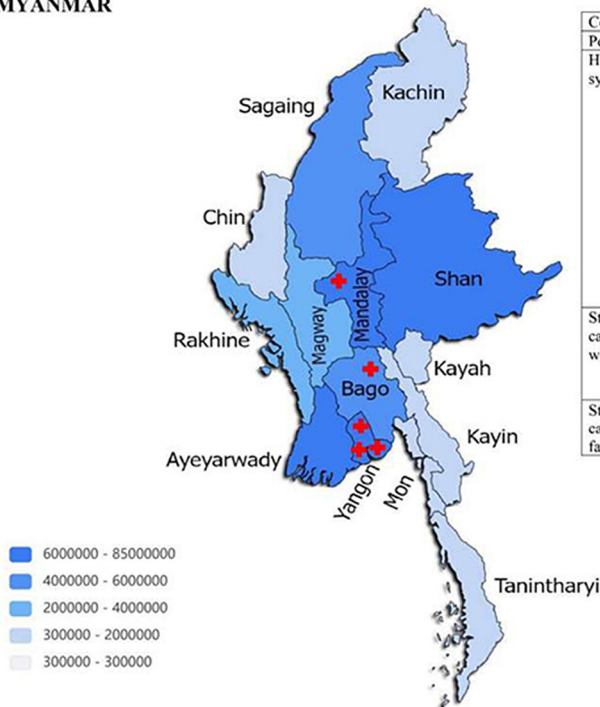 MYANMAR
Kachin
Sagaing
Chin
Shan
Mandalay
Magway
Rakhine
Kayah
Bago
Kayin
Ayeyarwady
Yangon
Mon
Tanintharyi
6000000 - 85000000
4000000 - 6000000
2000000 - 4000000
300000 - 2000000
300000 - 300000